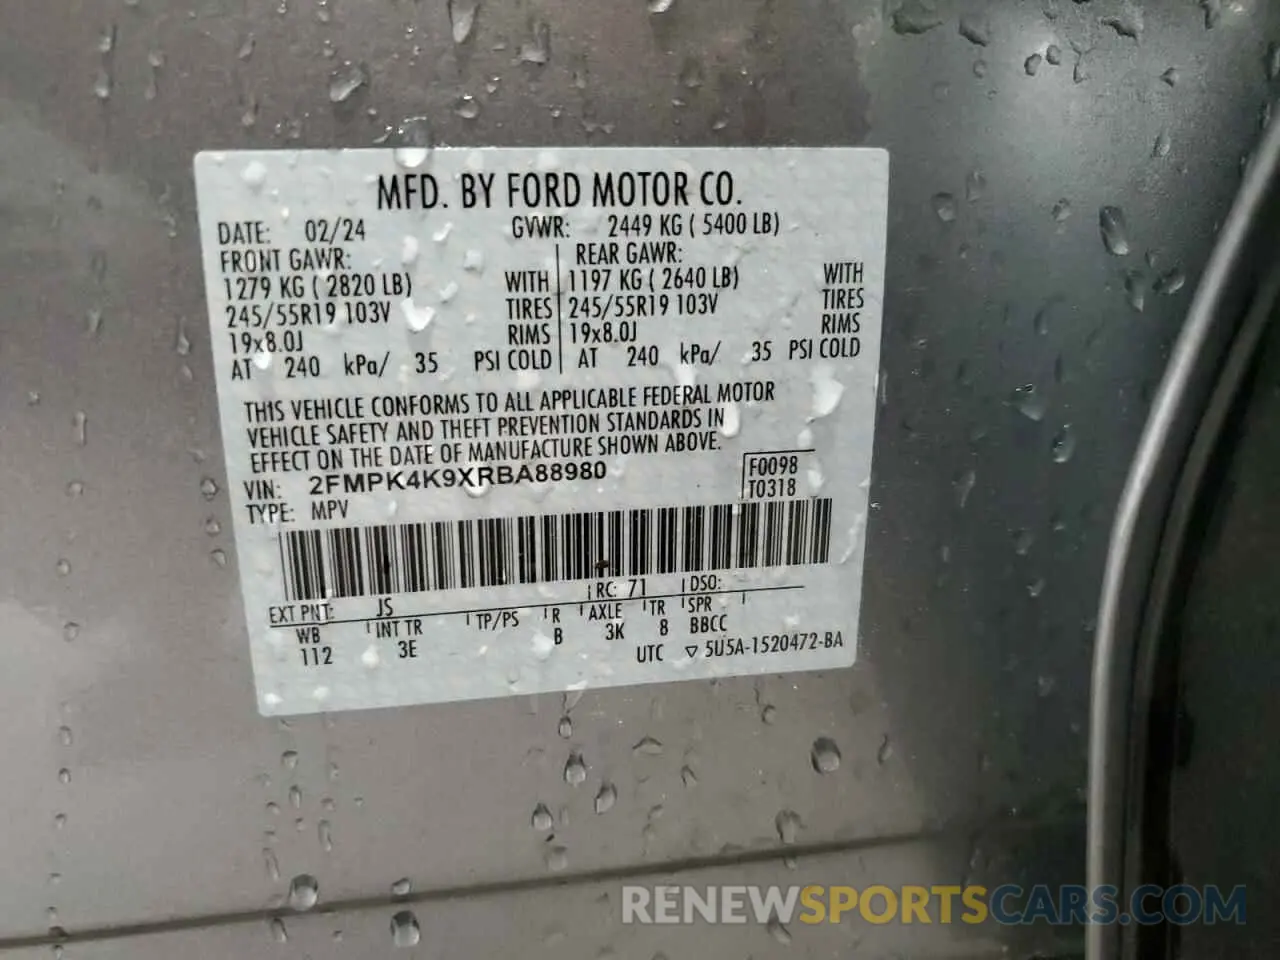 MFD. BY FORD MOTOR CO.
DATE: 02/24 GVWR: 2449 KG ( 5400 LB)
FRONT GAWR: REAR GAWR:
1279 KG ( 2820 LB) WITH 1197 KG ( 2640 LB) WITH
245/55R19 103V TIRES 245/55R19 103V TIRES
19x8.0J RIMS 19x8.0J RIMS
AT 240 kPa/ 35 PSI COLD AT 240 kPa/ 35 PSI COLD
THIS VEHICLE CONFORMS TO ALL APPLICABLE FEDERAL MOTOR
VEHICLE SAFETY AND THEFT PREVENTION STANDARDS IN
EFFECT ON THE DATE OF MANUFACTURE SHOWN ABOVE.
VIN: 2FMPK4K9XRBA88980 F0098
TYPE: MPV T0318
EXT PNT: JS RC: 71 DSO:
WB INT TR TP/PS R AXLE TR SPR
112 3E B 3K 8 BBCC
UTC ▽ 5U5A-1520472-BA
RENEWSPORTSCARS.COM